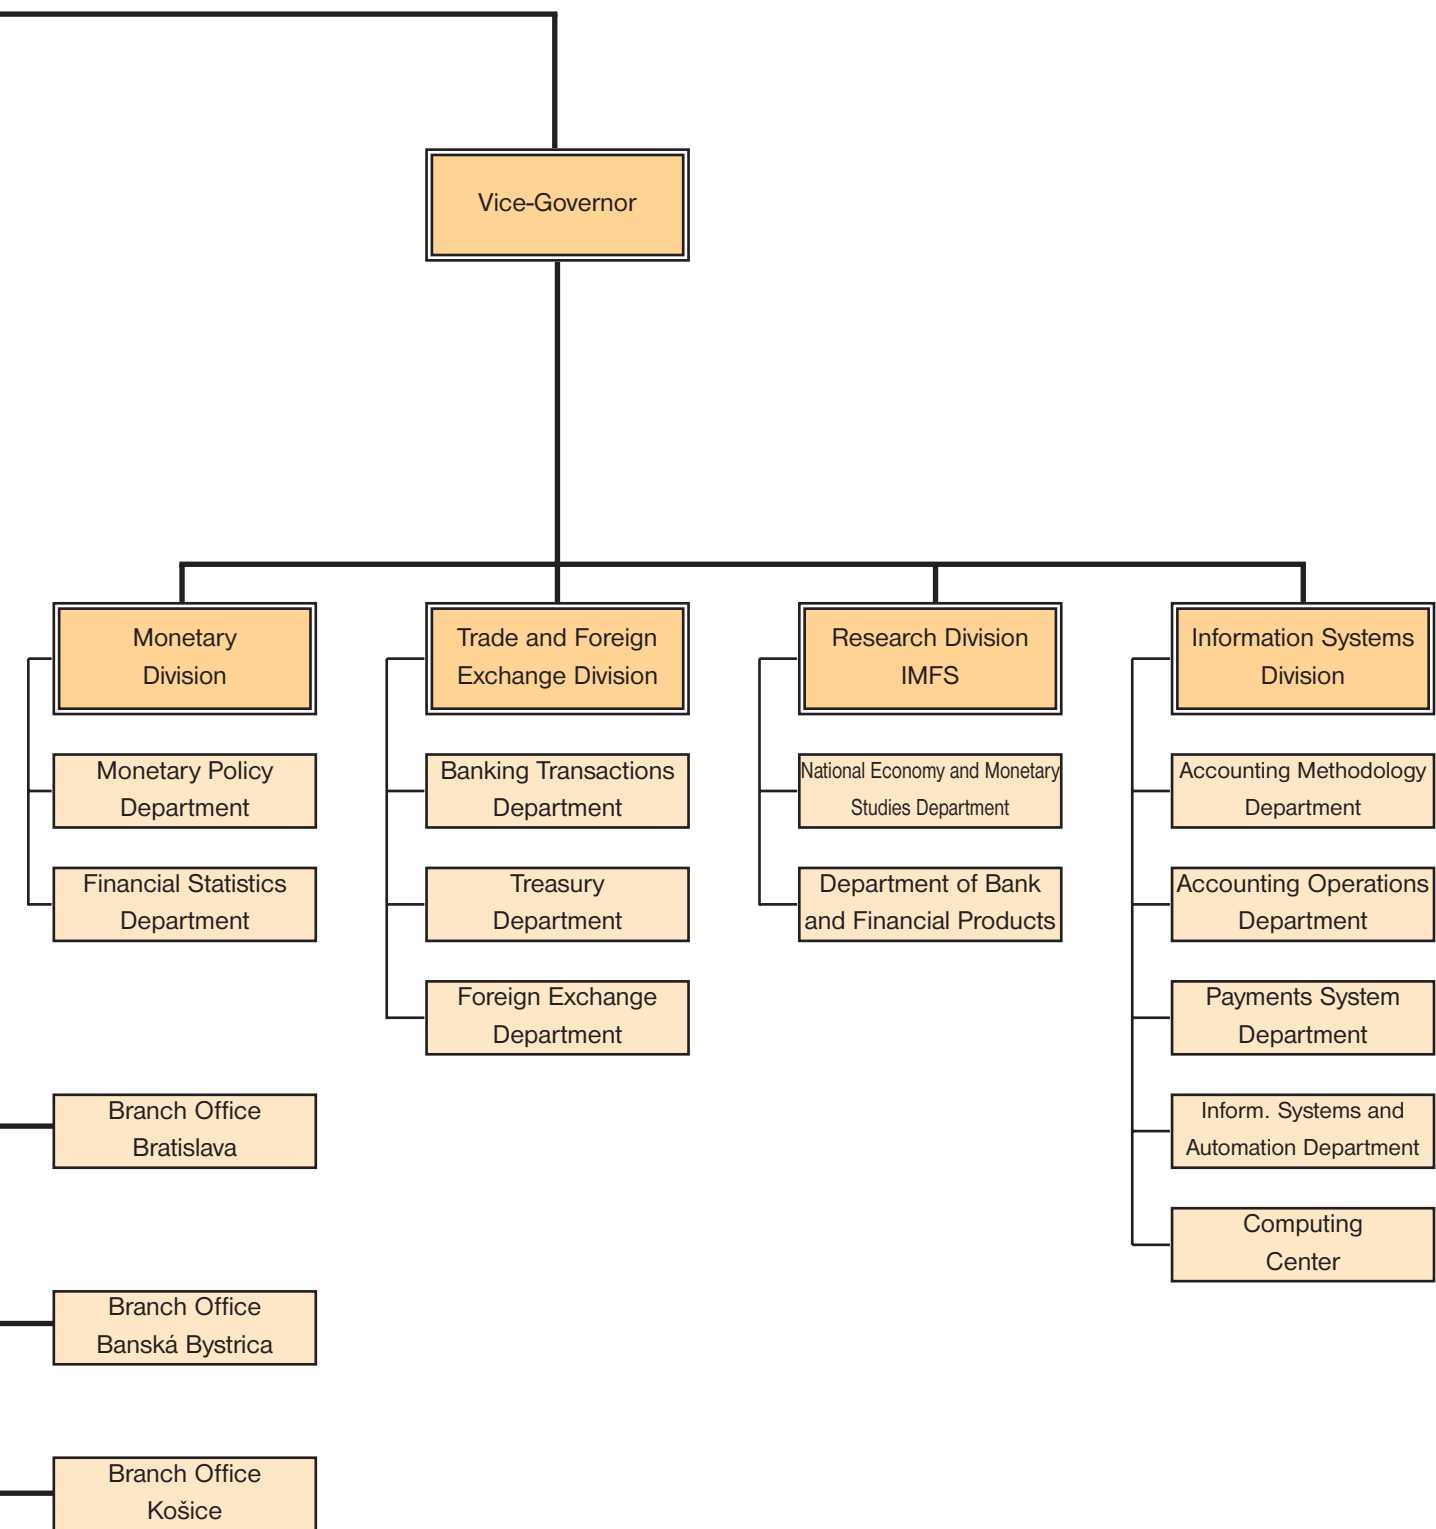 Vice-Governor
Monetary
Division
Monetary Policy
Department
Financial Statistics
Department
Trade and Foreign
Exchange Division
Banking Transactions
Department
Treasury
Department
Foreign Exchange
Department
Research Division
IMFS
National Economy and Monetary
Studies Department
Department of Bank
and Financial Products
Information Systems
Division
Accounting Methodology
Department
Accounting Operations
Department
Payments System
Department
Inform. Systems and
Automation Department
Computing
Center
Branch Office
Bratislava
Branch Office
Banská Bystrica
Branch Office
Košice